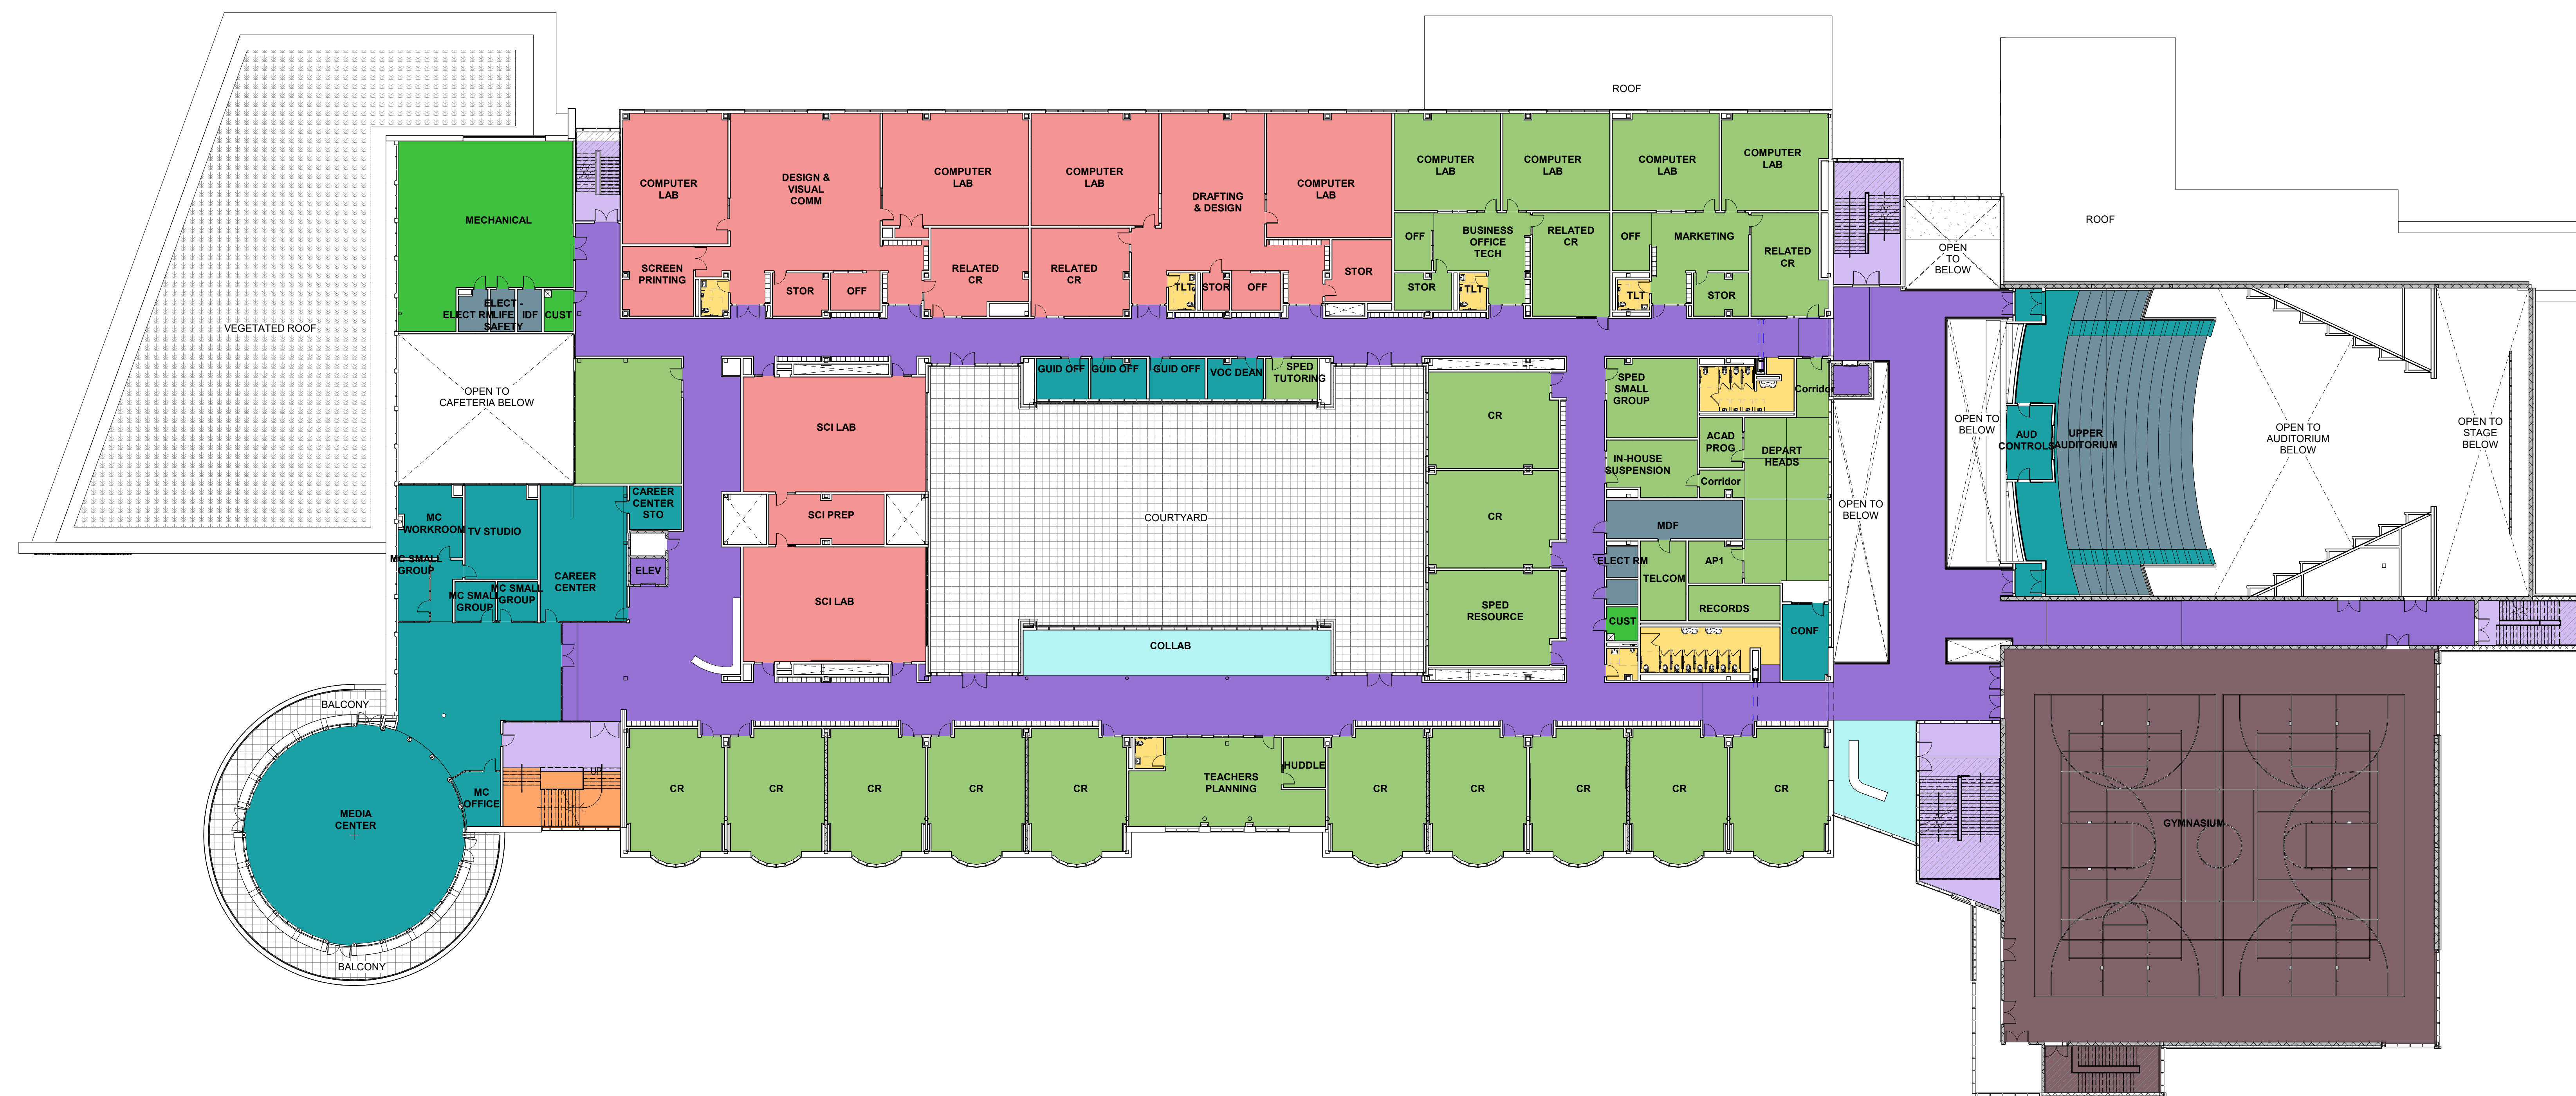 ROOF
ROOF
VEGETATED ROOF
MECHANICAL
COMPUTER
LAB
DESIGN &
VISUAL
COMM
COMPUTER
LAB
COMPUTER
LAB
DRAFTING
& DESIGN
COMPUTER
LAB
COMPUTER
LAB
COMPUTER
LAB
COMPUTER
LAB
COMPUTER
LAB
SCREEN
PRINTING
STOR
OFF
RELATED
CR
RELATED
CR
TLT
STOR
OFF
STOR
OFF
BUSINESS
OFFICE
TECH
RELATED
CR
STOR
TLT
OFF
MARKETING
RELATED
CR
TLT
STOR
OPEN
TO
BELOW
ELECT RM
ELECT -
LIFE
SAFETY
IDF
CUST
OPEN TO
CAFETERIA BELOW
GUID OFF
GUID OFF
GUID OFF
VOC DEAN
SPED
TUTORING
SPED
SMALL
GROUP
Corridor
SCI LAB
CR
ACAD
PROG
DEPART
HEADS
IN-HOUSE
SUSPENSION
Corridor
OPEN TO
BELOW
AUD
CONTROLS
UPPER
AUDITORIUM
OPEN TO
AUDITORIUM
BELOW
OPEN TO
STAGE
BELOW
OPEN TO
BELOW
MC
WORKROOM
TV STUDIO
CAREER
CENTER
STO
SCI PREP
COURTYARD
CR
MDF
MC SMALL
GROUP
MC SMALL
GROUP
MC SMALL
GROUP
CAREER
CENTER
ELEV
SCI LAB
SPED
RESOURCE
ELECT RM
TELCOM
AP1
RECORDS
CUST
CONF
COLLAB
BALCONY
MEDIA
CENTER
MC
OFFICE
UP
BALCONY
CR
CR
CR
CR
CR
TEACHERS
PLANNING
HUDDLE
CR
CR
CR
CR
CR
GYMNASIUM